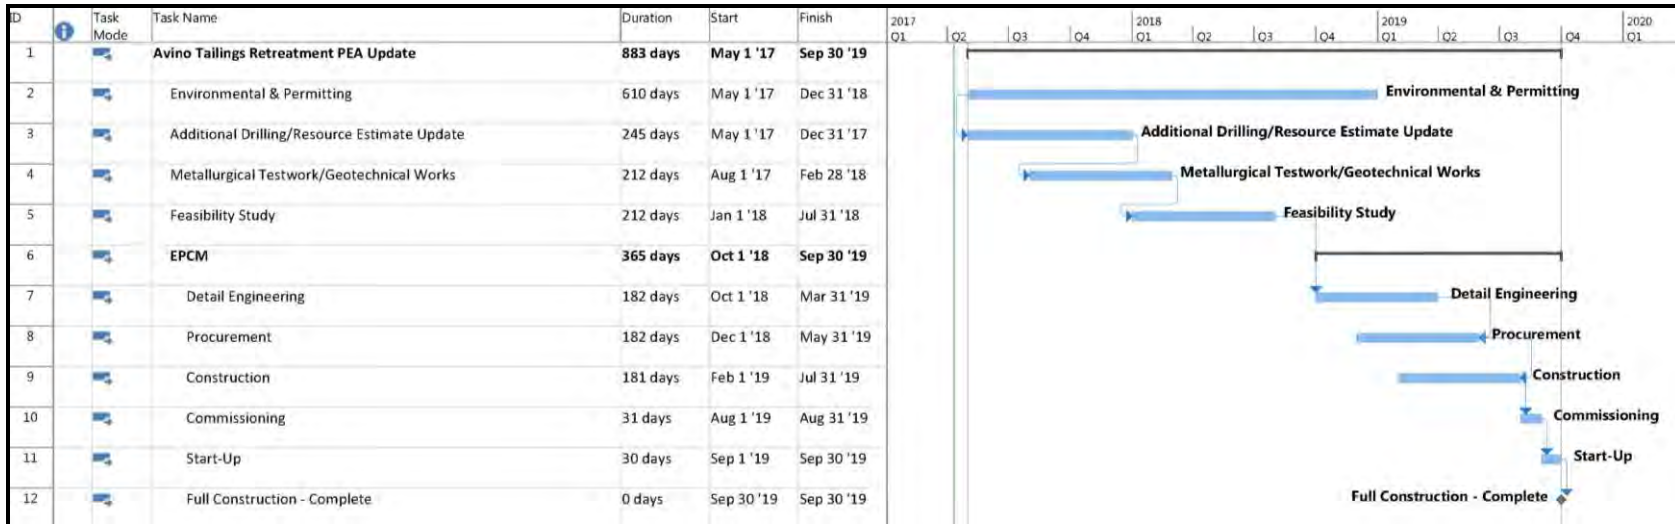 ID Task Mode Task Name Duration Start Finish 2017 2018 2019 2020
Q1 Q2 Q3 Q4 Q1 Q2 Q3 Q4 Q1 Q2 Q3 Q4 Q1
1 Avino Tailings Retreatment PEA Update 883 days May 1 '17 Sep 30 '19
2 Environmental & Permitting 610 days May 1 '17 Dec 31 '18 Environmental & Permitting
3 Additional Drilling/Resource Estimate Update 245 days May 1 '17 Dec 31 '17 Additional Drilling/Resource Estimate Update
4 Metallurgical Testwork/Geotechnical Works 212 days Aug 1 '17 Feb 28 '18 Metallurgical Testwork/Geotechnical Works
5 Feasibility Study 212 days Jan 1 '18 Jul 31 '18 Feasibility Study
6 EPCM 365 days Oct 1 '18 Sep 30 '19
7 Detail Engineering 182 days Oct 1 '18 Mar 31 '19 Detail Engineering
8 Procurement 182 days Dec 1 '18 May 31 '19 Procurement
9 Construction 181 days Feb 1 '19 Jul 31 '19 Construction
10 Commissioning 31 days Aug 1 '19 Aug 31 '19 Commissioning
11 Start-Up 30 days Sep 1 '19 Sep 30 '19 Start-Up
12 Full Construction - Complete 0 days Sep 30 '19 Sep 30 '19 Full Construction - Complete